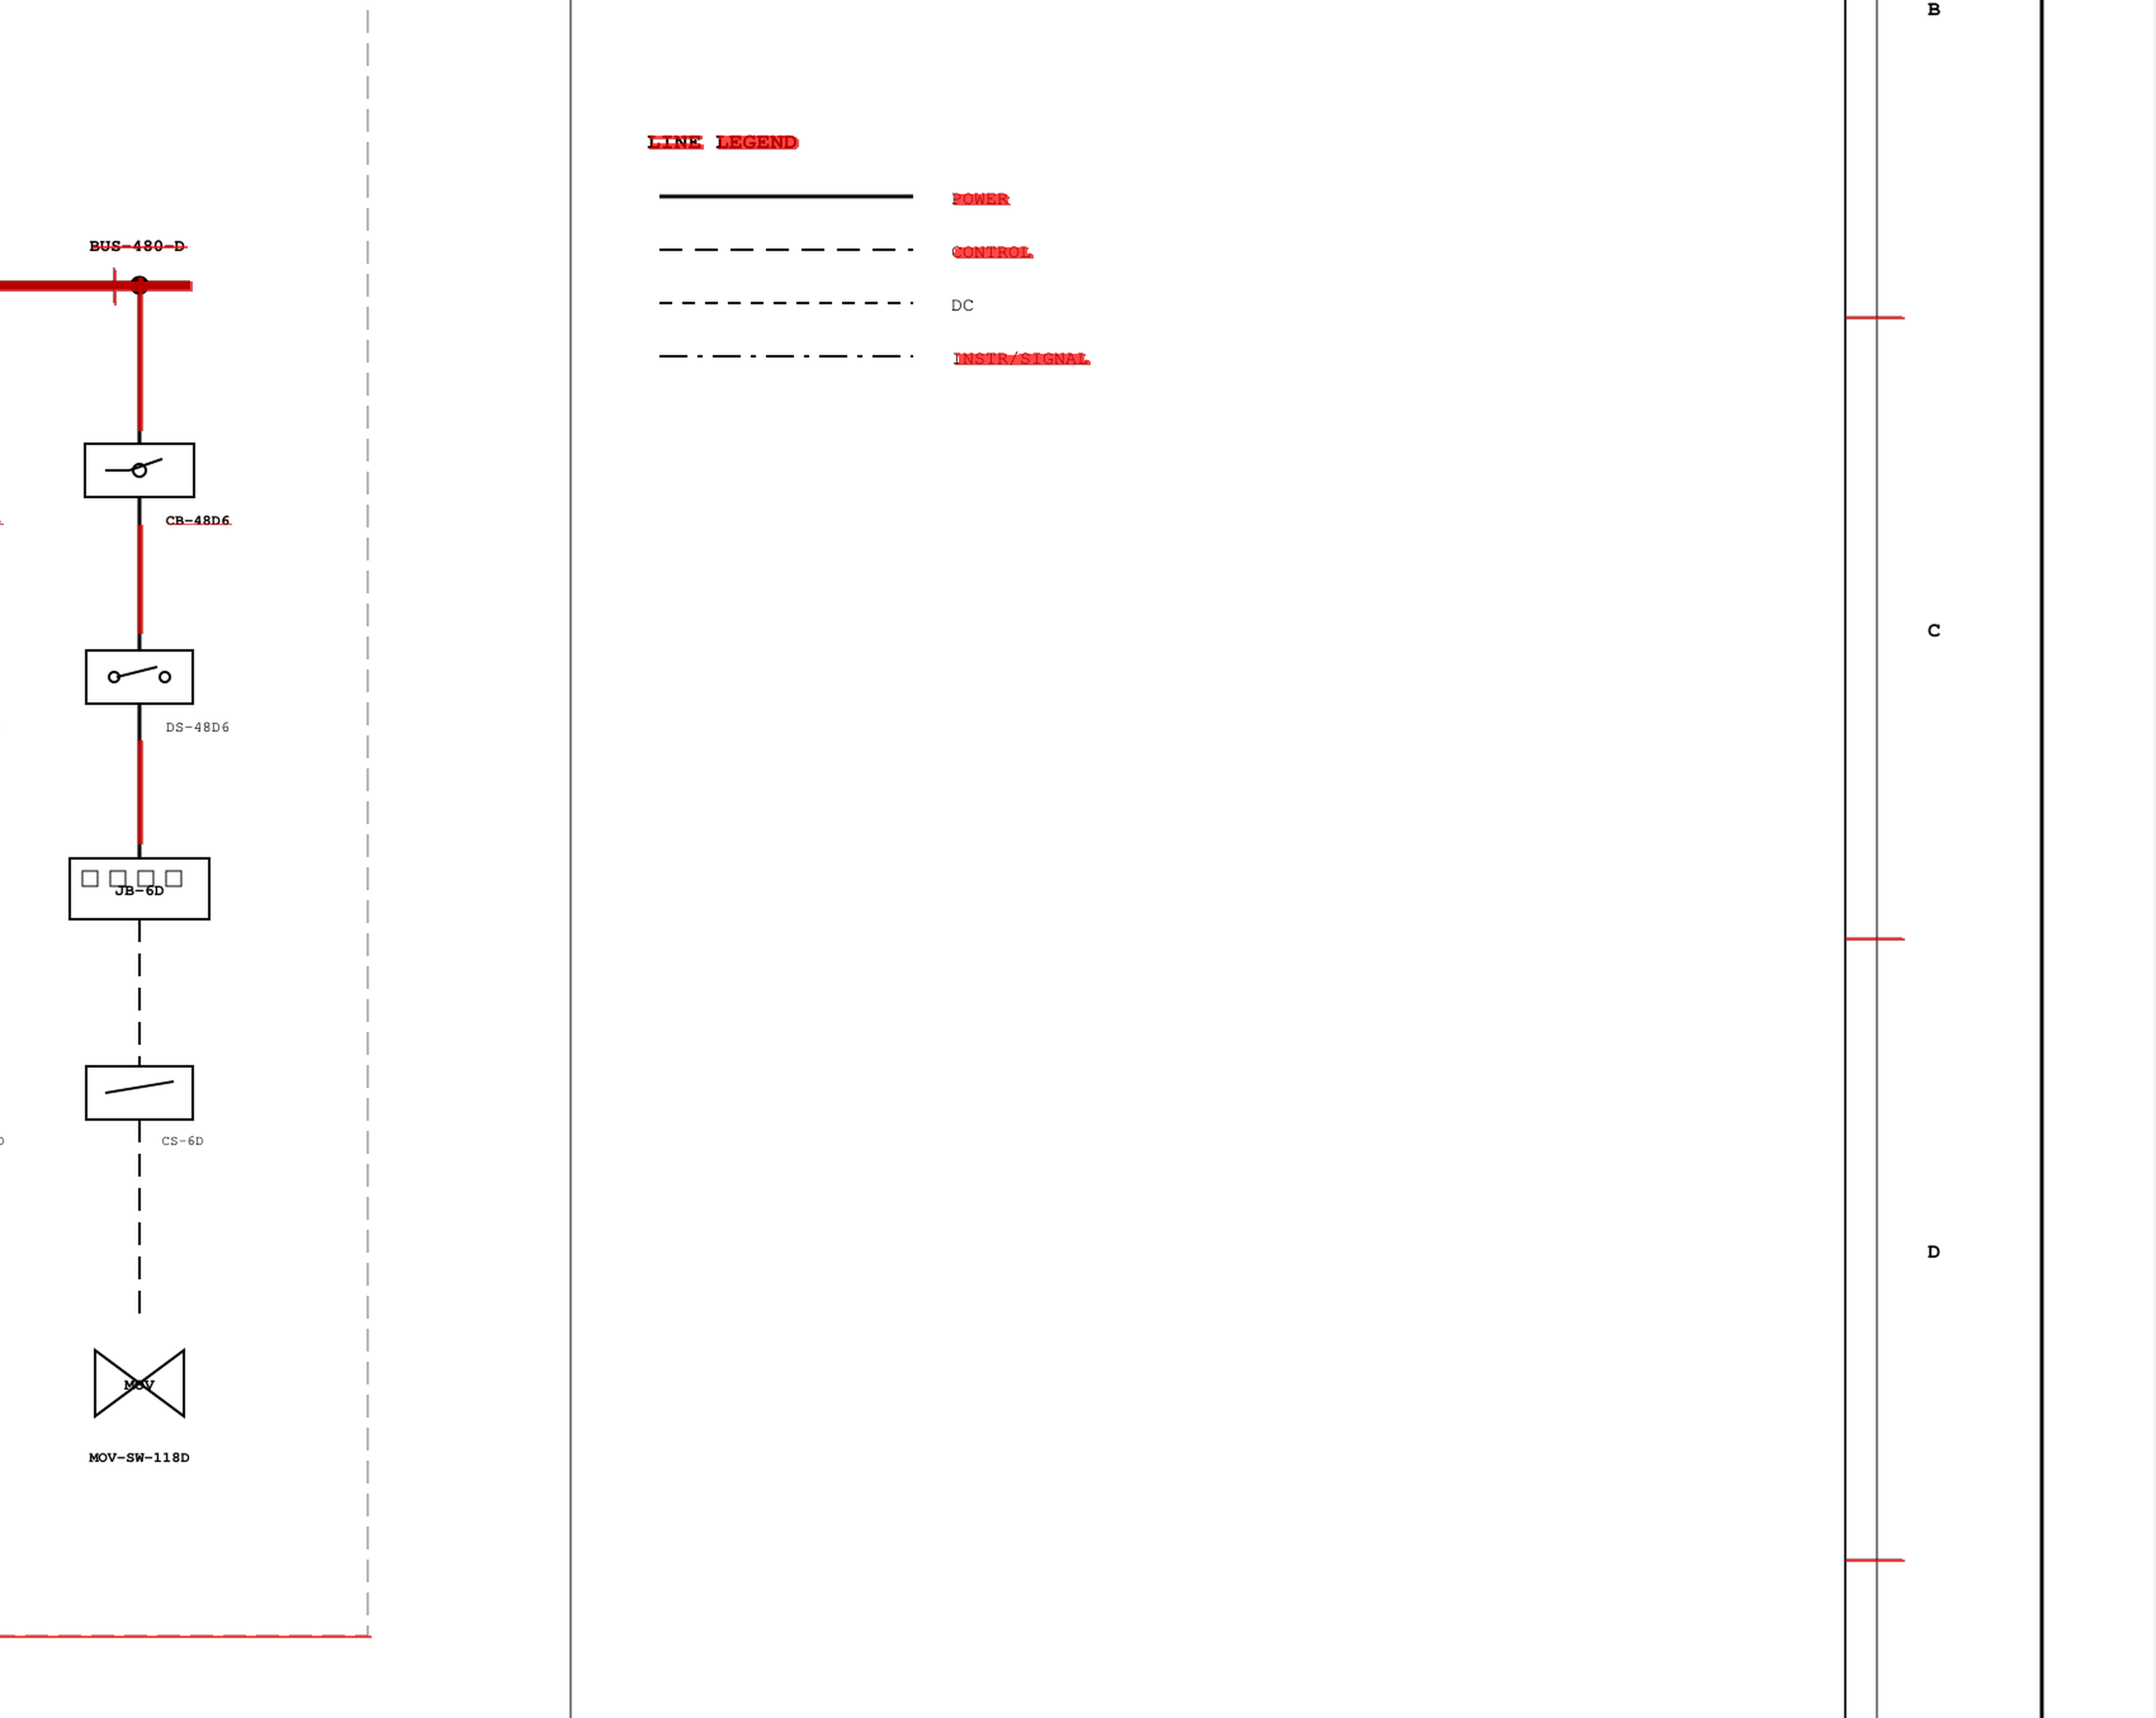 B
LINE LEGEND
POWER
BUS-480-D
CONTROL
DC
INSTR/SIGNAL
CB-48D6
C
DS-48D6
JB-6D
CS-6D
D
MOV
MOV-SW-118D